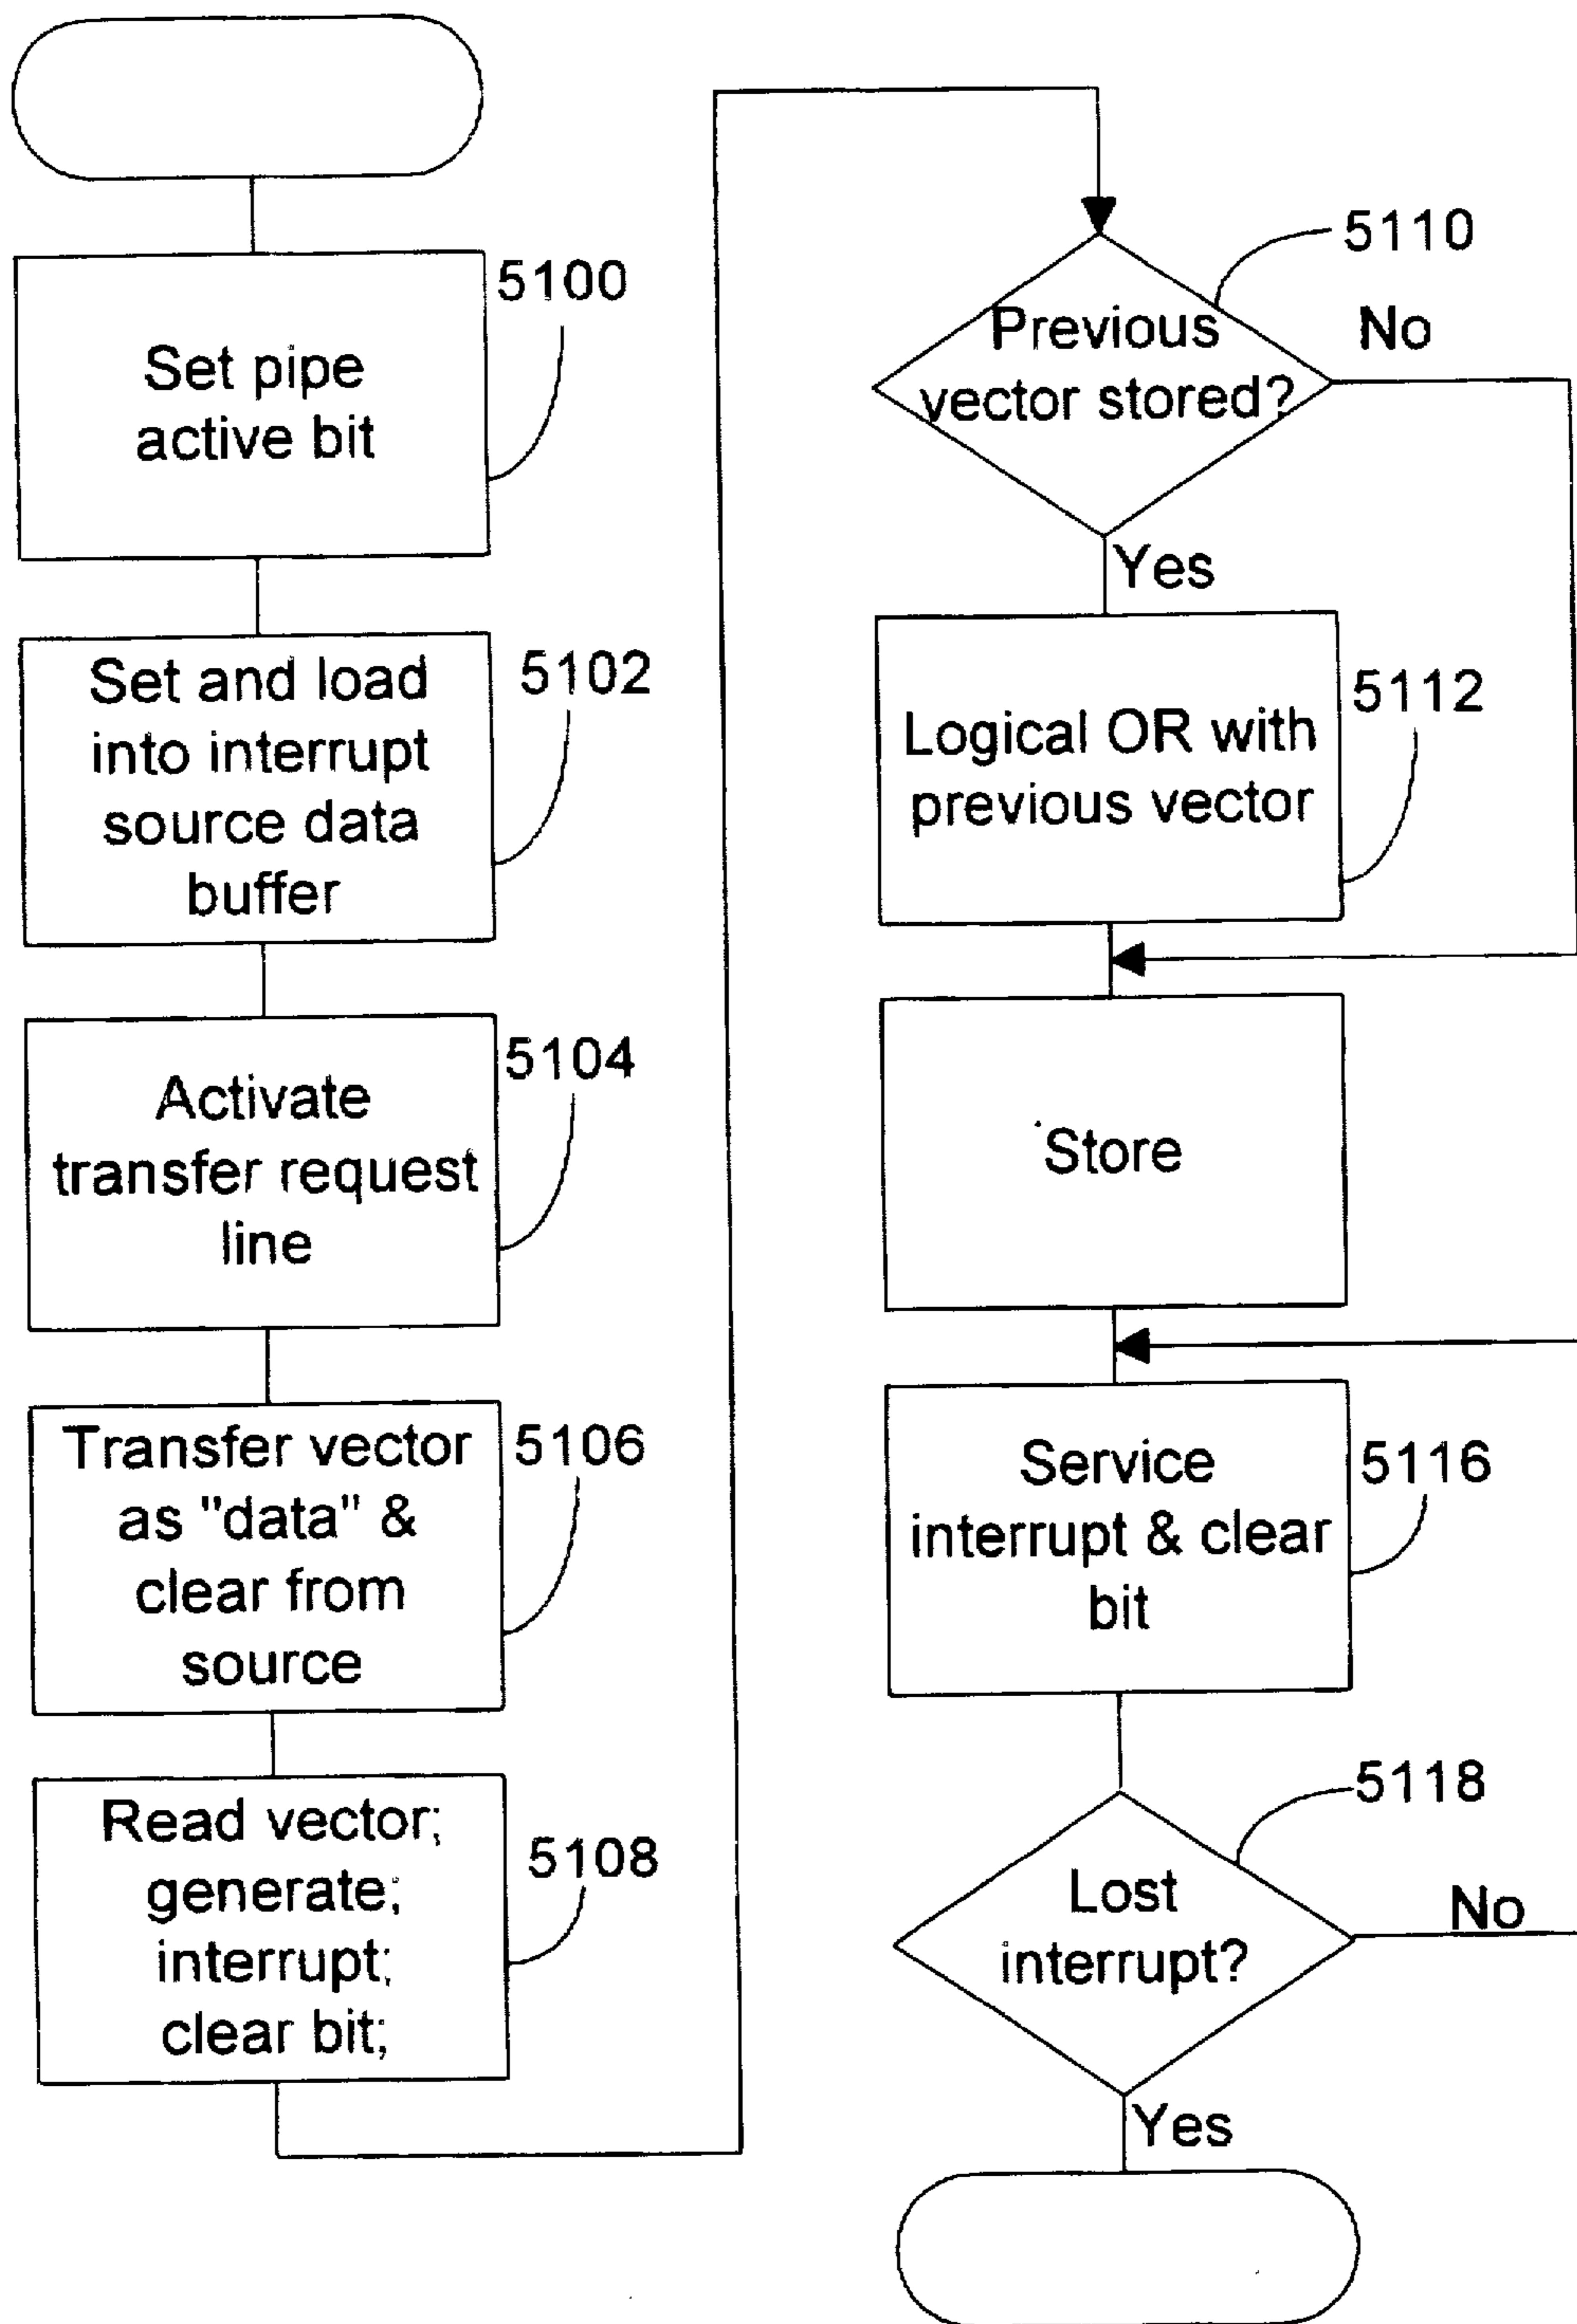 Set pipe
active bit
5100
Set and load
into interrupt
source data
buffer
5102
Activate
transfer request
line
5104
Transfer vector
as "data" &
clear from
source
5106
Read vector;
generate;
interrupt;
clear bit;
5108
Previous
vector stored?
5110
No
Yes
Logical OR with
previous vector
5112
Store
Service
interrupt & clear
bit
5116
Lost
interrupt?
5118
No
Yes